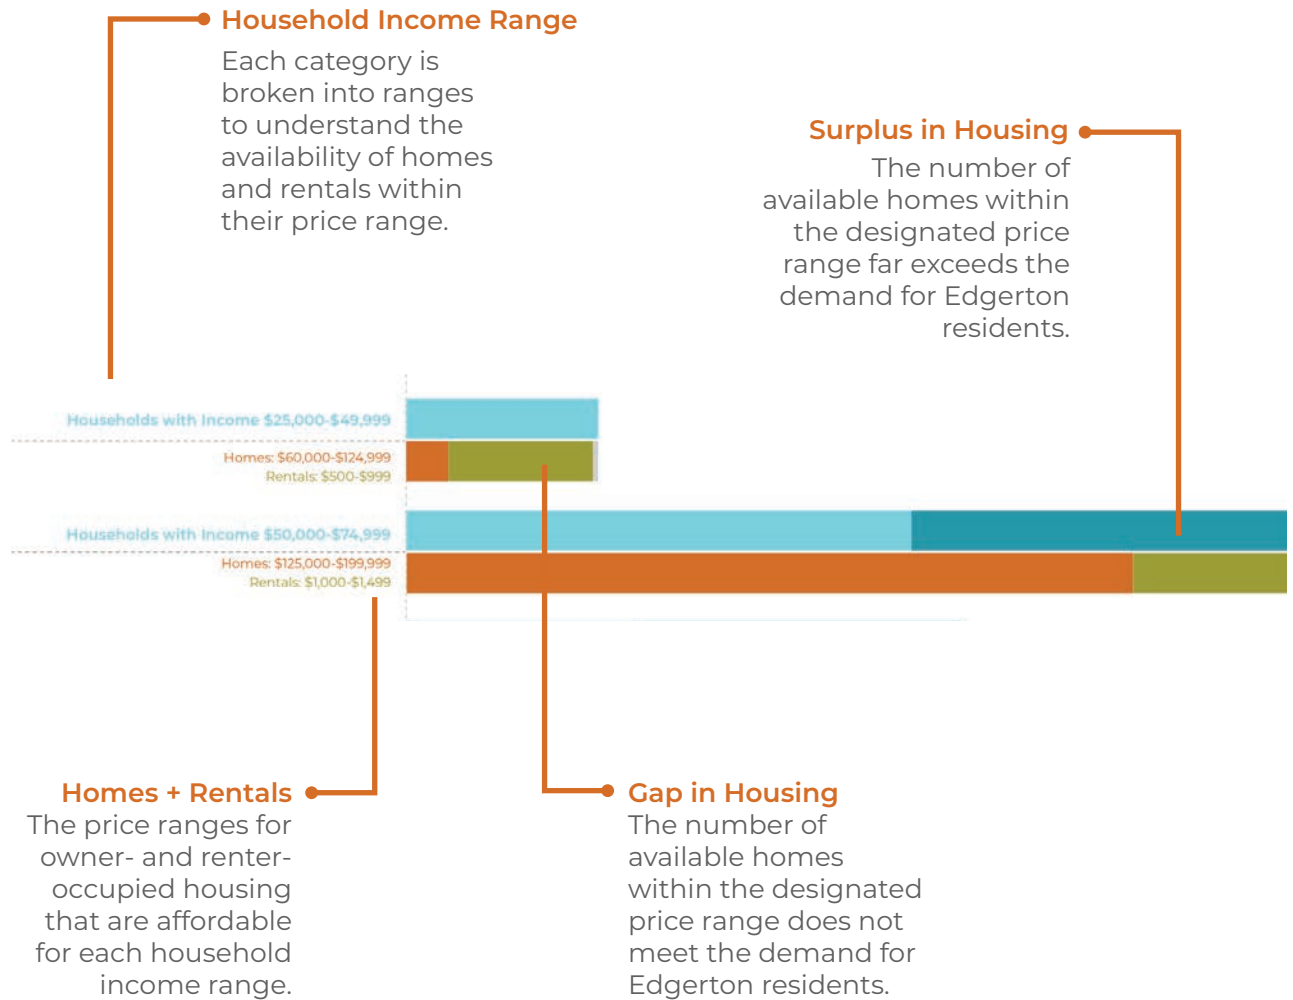 Household Income Range
Each category is
broken into ranges
to understand the
availability of homes
and rentals within
their price range.
Surplus in Housing
The number of
available homes within
the designated price
range far exceeds the
demand for Edgerton
residents.
Households with Income $25,000-$49,999
Homes: $60,000-$124,999
Rentals: $500-$999
Households with Income $50,000-$74,999
Homes: $125,000-$199,999
Rentals: $1,000-$1,499
Homes + Rentals
The price ranges for
owner- and renter-
occupied housing
that are affordable
for each household
income range.
Gap in Housing
The number of
available homes
within the designated
price range does not
meet the demand for
Edgerton residents.